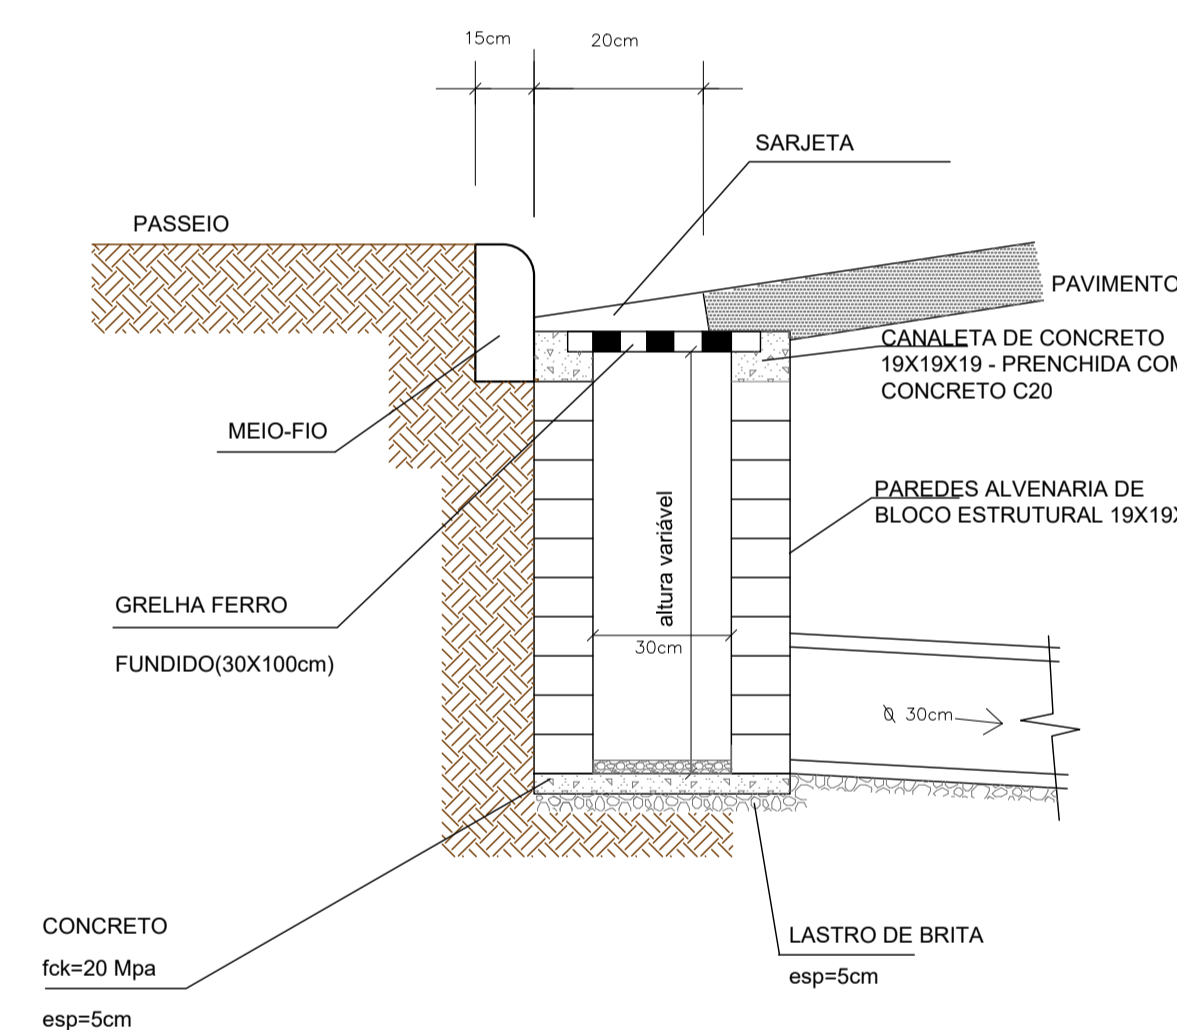 15cm
20cm
SARJETA
PASSEIO
PAVIMENTO
CANALETA DE CONCRETO
19X19X19 - PRENCHIDA COM
CONCRETO C20
MEIO-FIO
PAREDES ALVENARIA DE
BLOCO ESTRUTURAL 19X19X
altura variável
GRELHA FERRO
FUNDIDO(30X100cm)
30cm
Ø 30cm
CONCRETO
fck=20 Mpa
esp=5cm
LASTRO DE BRITA
esp=5cm